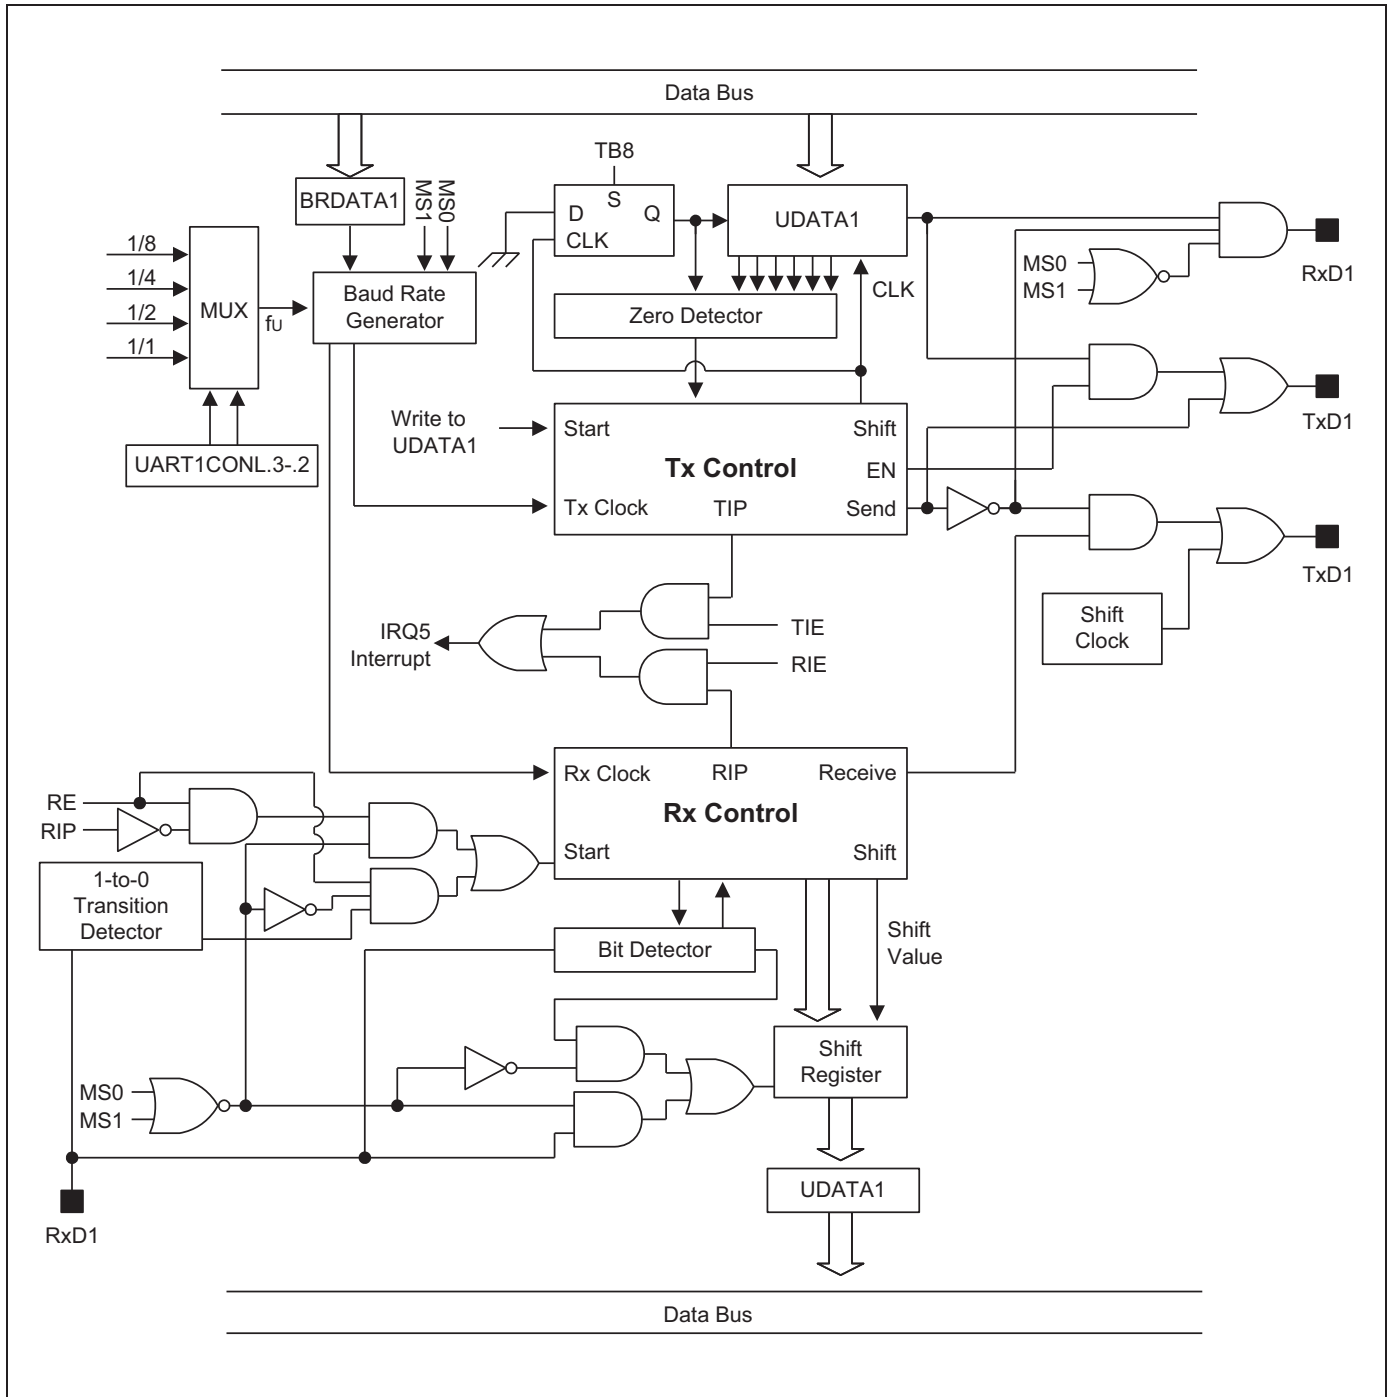 Data Bus
TB8
BRDATA1
MS1
MS0
S
D
Q
CLK
UDATA1
1/8
1/4
1/2
1/1
MUX
fU
Baud Rate
Generator
Zero Detector
CLK
MS0
MS1
RxD1
UART1CONL.3-.2
Write to
UDATA1
Start
Shift
Tx Control
EN
Tx Clock
TIP
Send
TxD1
TxD1
Shift
Clock
IRQ5
Interrupt
TIE
RIE
Rx Clock
RIP
Receive
Rx Control
Start
Shift
RE
RIP
1-to-0
Transition
Detector
Bit Detector
Shift
Value
MS0
MS1
Shift
Register
UDATA1
RxD1
Data Bus